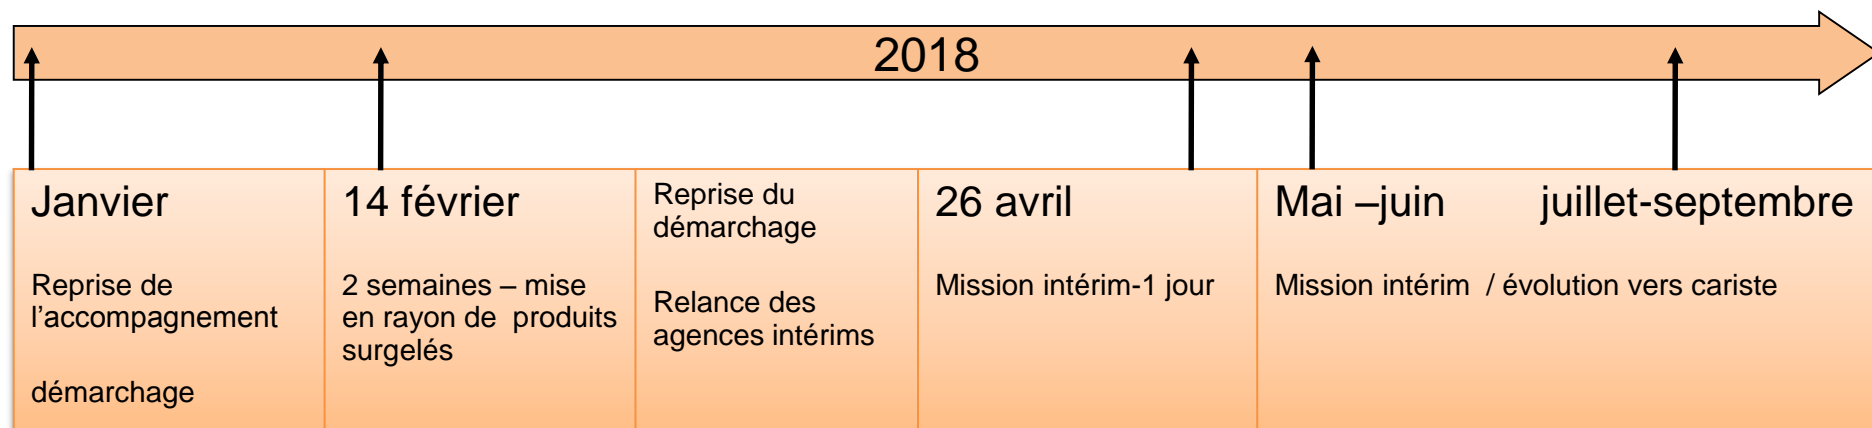 2018
Janvier
Reprise de
l’accompagnement
démarchage
14 février
2 semaines – mise
en rayon de produits
surgelés
Reprise du
démarchage
Relance des
agences intérims
26 avril
Mission intérim-1 jour
Mai –juin juillet-septembre
Mission intérim / évolution vers cariste